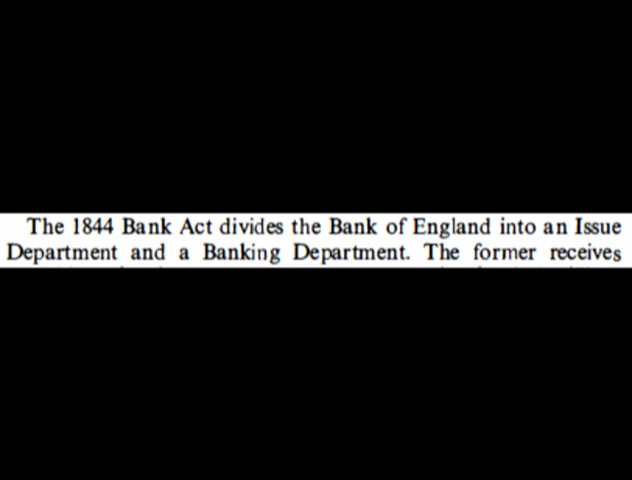 The 1844 Bank Act divides the Bank of England into an Issue
Department and a Banking Department. The former receives